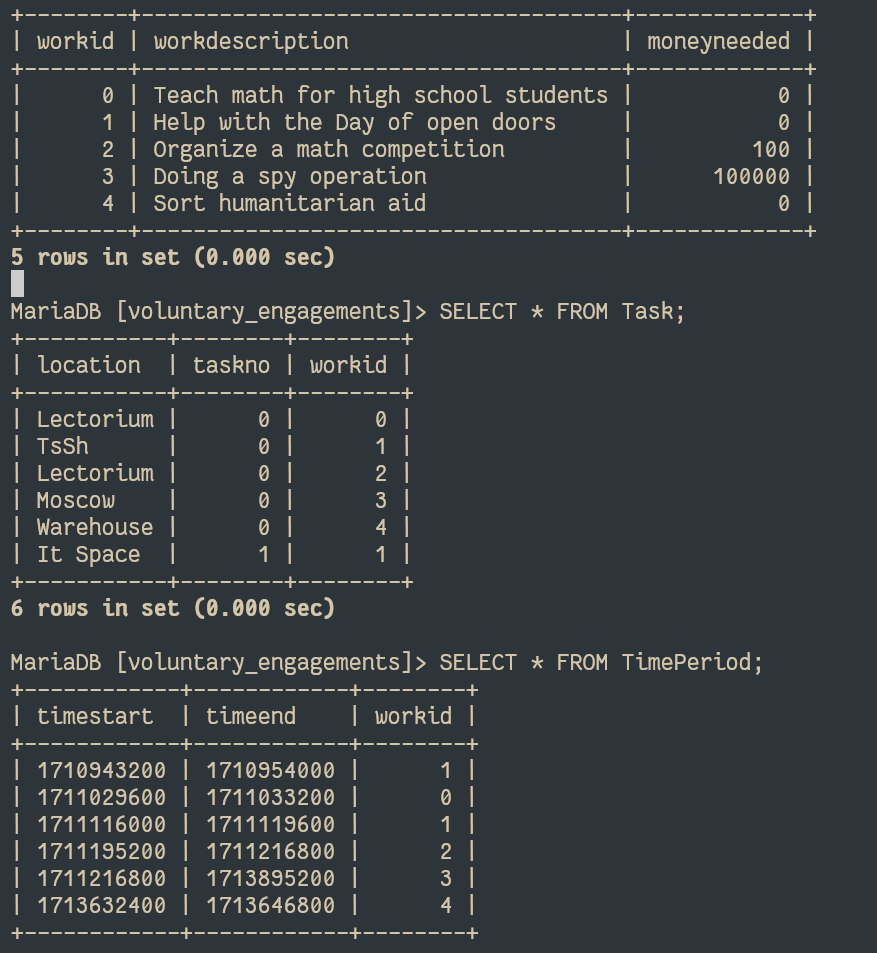 +--------+-------------------------------------+-------------+
| workid | workdescription                     | moneyneeded |
+--------+-------------------------------------+-------------+
|      0 | Teach math for high school students |           0 |
|      1 | Help with the Day of open doors     |           0 |
|      2 | Organize a math competition         |         100 |
|      3 | Doing a spy operation               |      100000 |
|      4 | Sort humanitarian aid               |           0 |
+--------+-------------------------------------+-------------+
5 rows in set (0.000 sec)
MariaDB [voluntary_engagements]> SELECT * FROM Task;
+-----------+--------+--------+
| location  | taskno | workid |
+-----------+--------+--------+
| Lectorium |      0 |      0 |
| TsSh      |      0 |      1 |
| Lectorium |      0 |      2 |
| Moscow    |      0 |      3 |
| Warehouse |      0 |      4 |
| It Space  |      1 |      1 |
+-----------+--------+--------+
6 rows in set (0.000 sec)
MariaDB [voluntary_engagements]> SELECT * FROM TimePeriod;
+------------+------------+--------+
| timestart  | timeend    | workid |
+------------+------------+--------+
| 1710943200 | 1710954000 |      1 |
| 1711029600 | 1711033200 |      0 |
| 1711116000 | 1711119600 |      1 |
| 1711195200 | 1711216800 |      2 |
| 1711216800 | 1713895200 |      3 |
| 1713632400 | 1713646800 |      4 |
+------------+------------+--------+